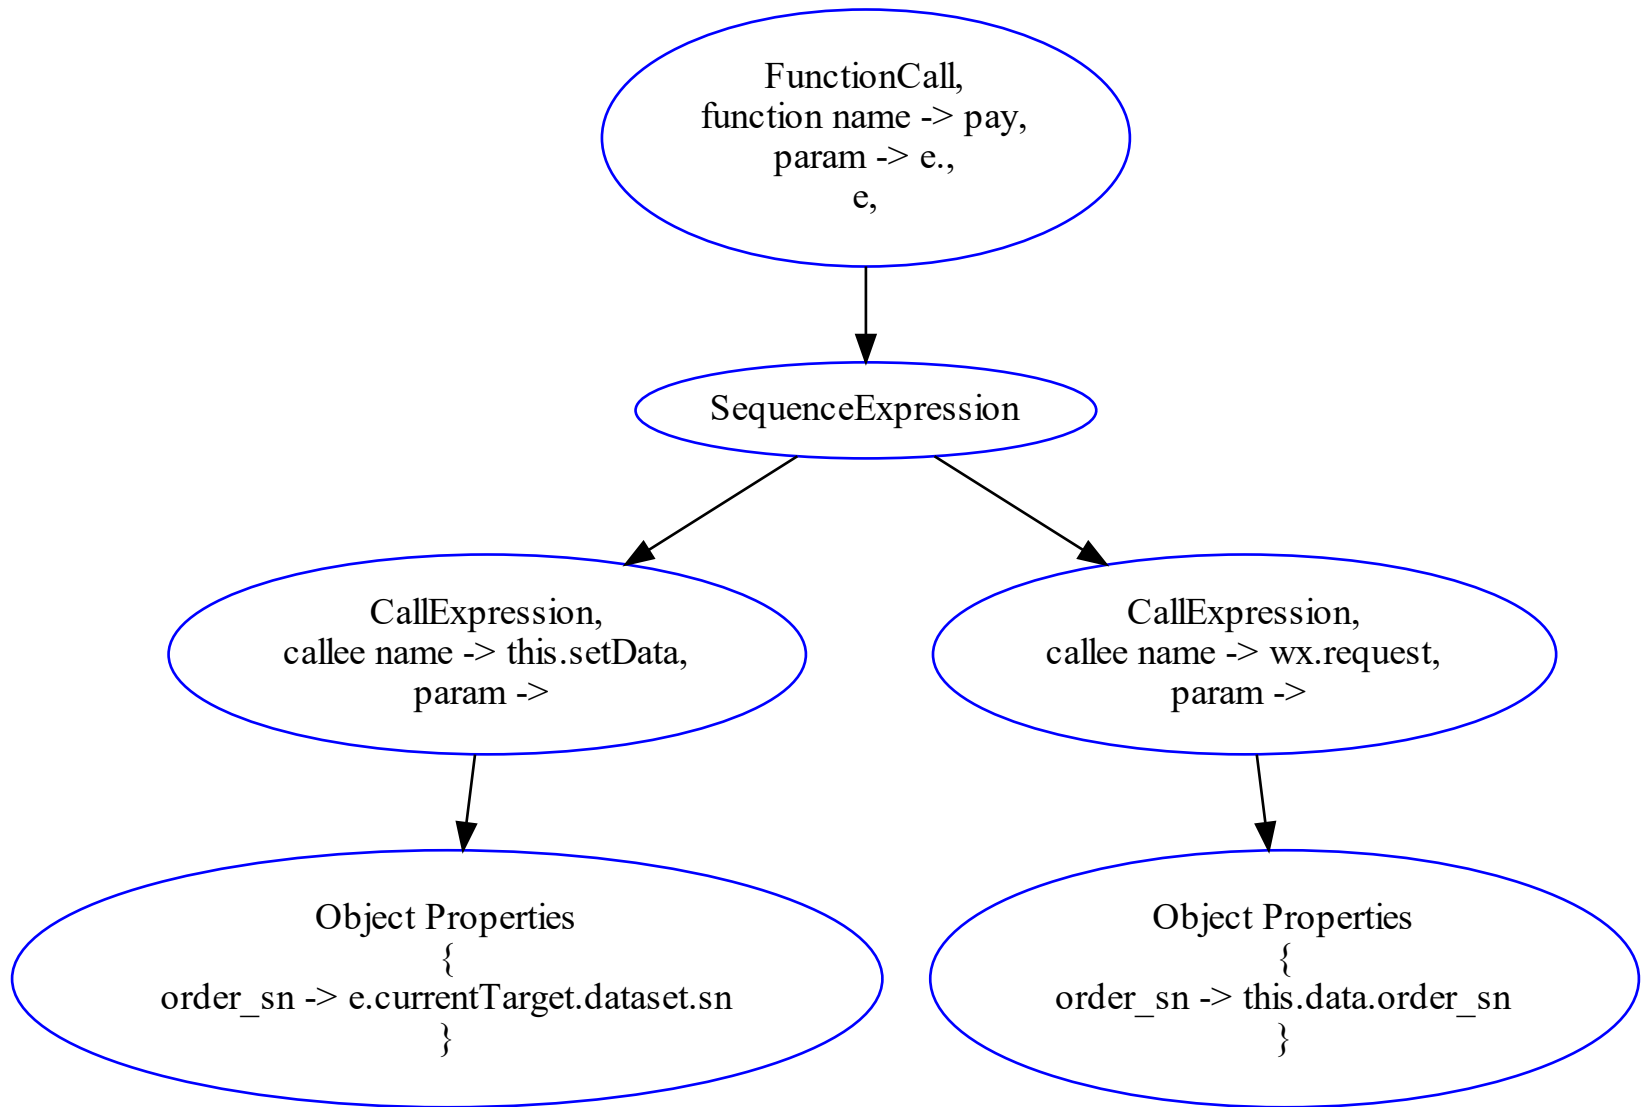 FunctionCall,
function name -> pay,
param -> e.,
e,
SequenceExpression
CallExpression,
callee name -> this.setData,
param ->
CallExpression,
callee name -> wx.request,
param ->
Object Properties
{
order_sn -> e.currentTarget.dataset.sn
}
Object Properties
{
order_sn -> this.data.order_sn
}